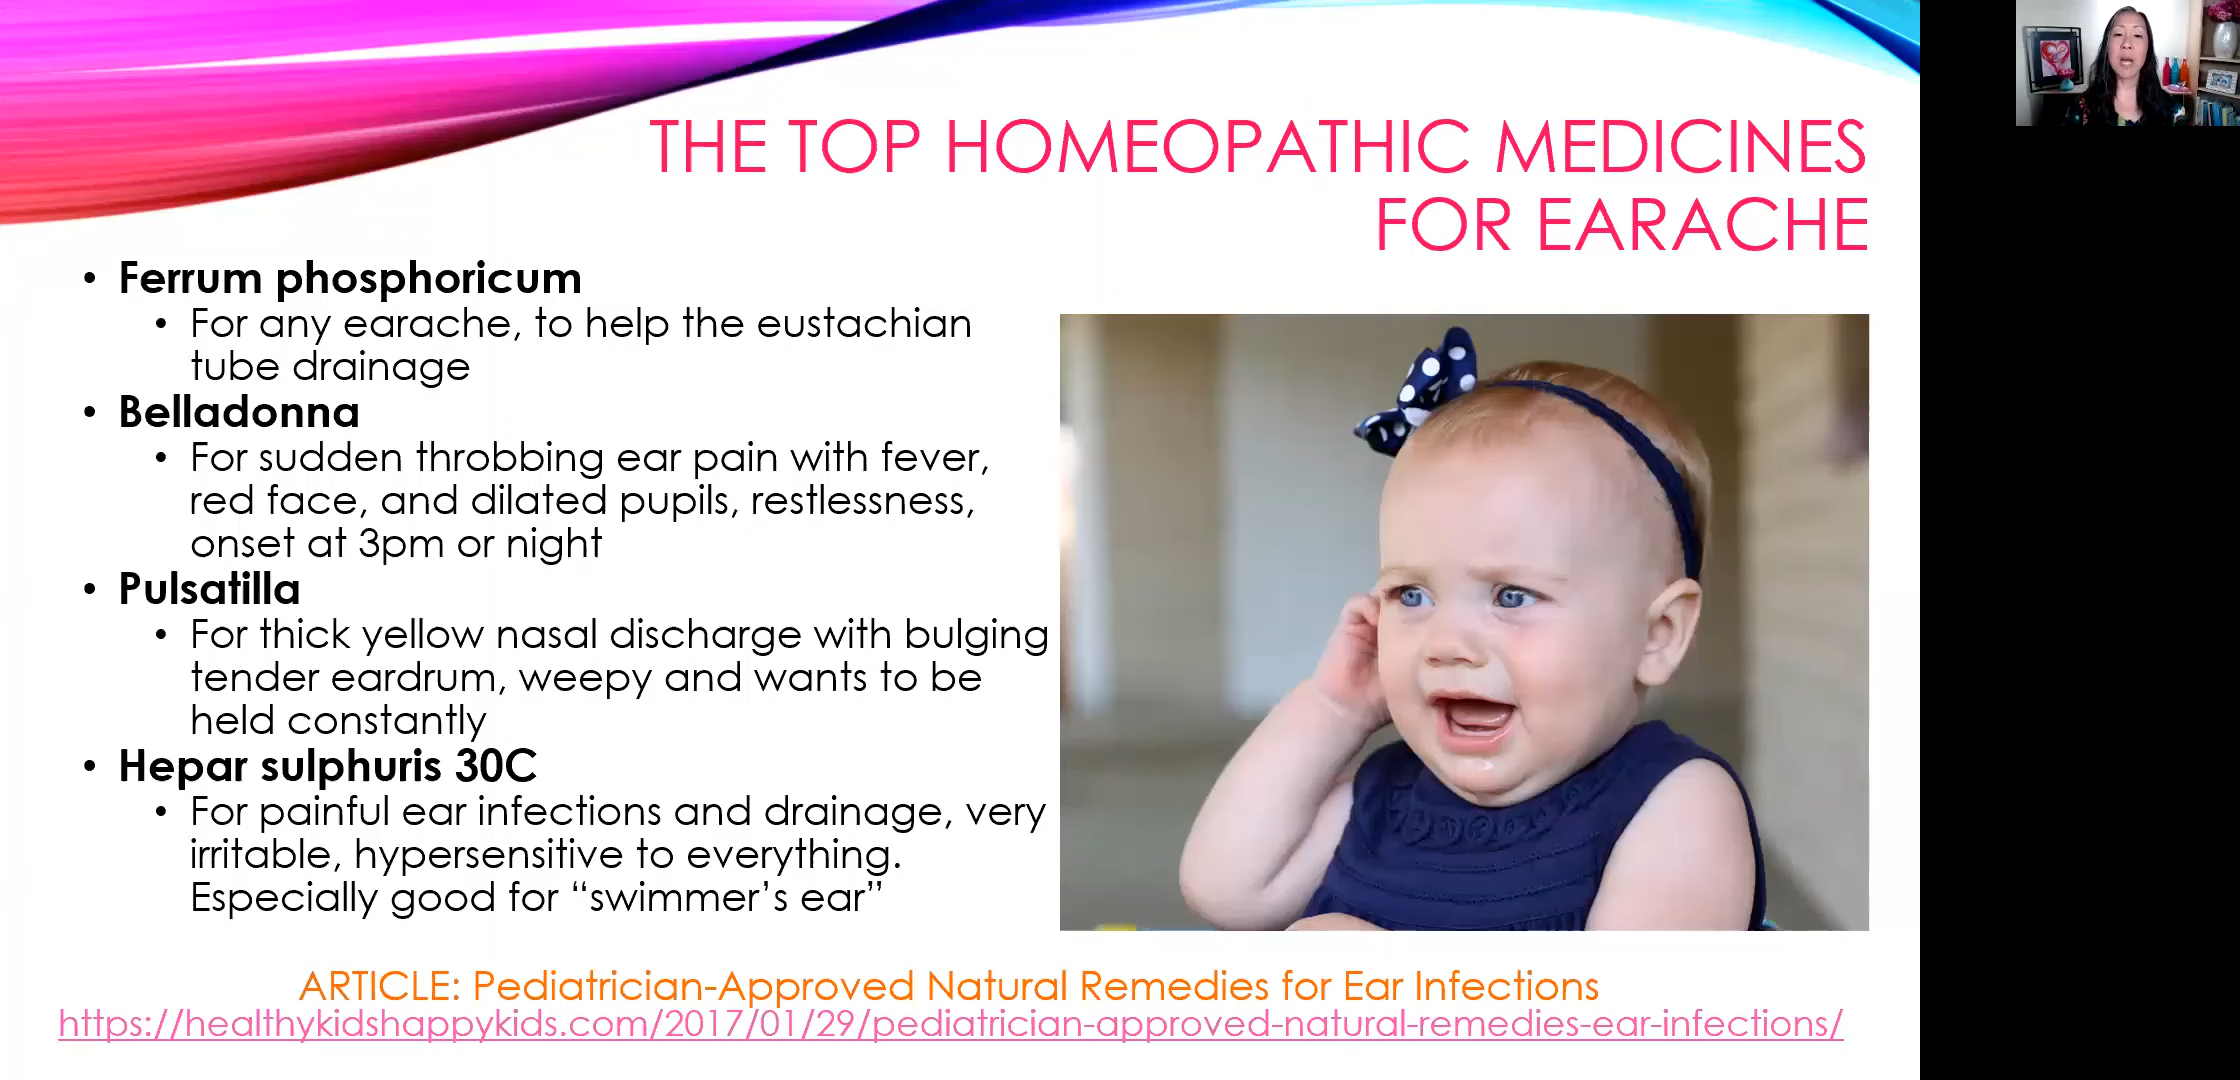 THE TOP HOMEOPATHIC MEDICINES
FOR EARACHE
• Ferrum phosphoricum
• For any earache, to help the eustachian
tube drainage
• Belladonna
• For sudden throbbing ear pain with fever,
red face, and dilated pupils, restlessness,
onset at 3pm or night
• Pulsatilla
• For thick yellow nasal discharge with bulging
tender eardrum, weepy and wants to be
held constantly
• Hepar sulphuris 30C
• For painful ear infections and drainage, very
irritable, hypersensitive to everything.
Especially good for “swimmer’s ear”
ARTICLE: Pediatrician-Approved Natural Remedies for Ear Infections
https://healthykidshappykids.com/2017/01/29/pediatrician-approved-natural-remedies-ear-infections/